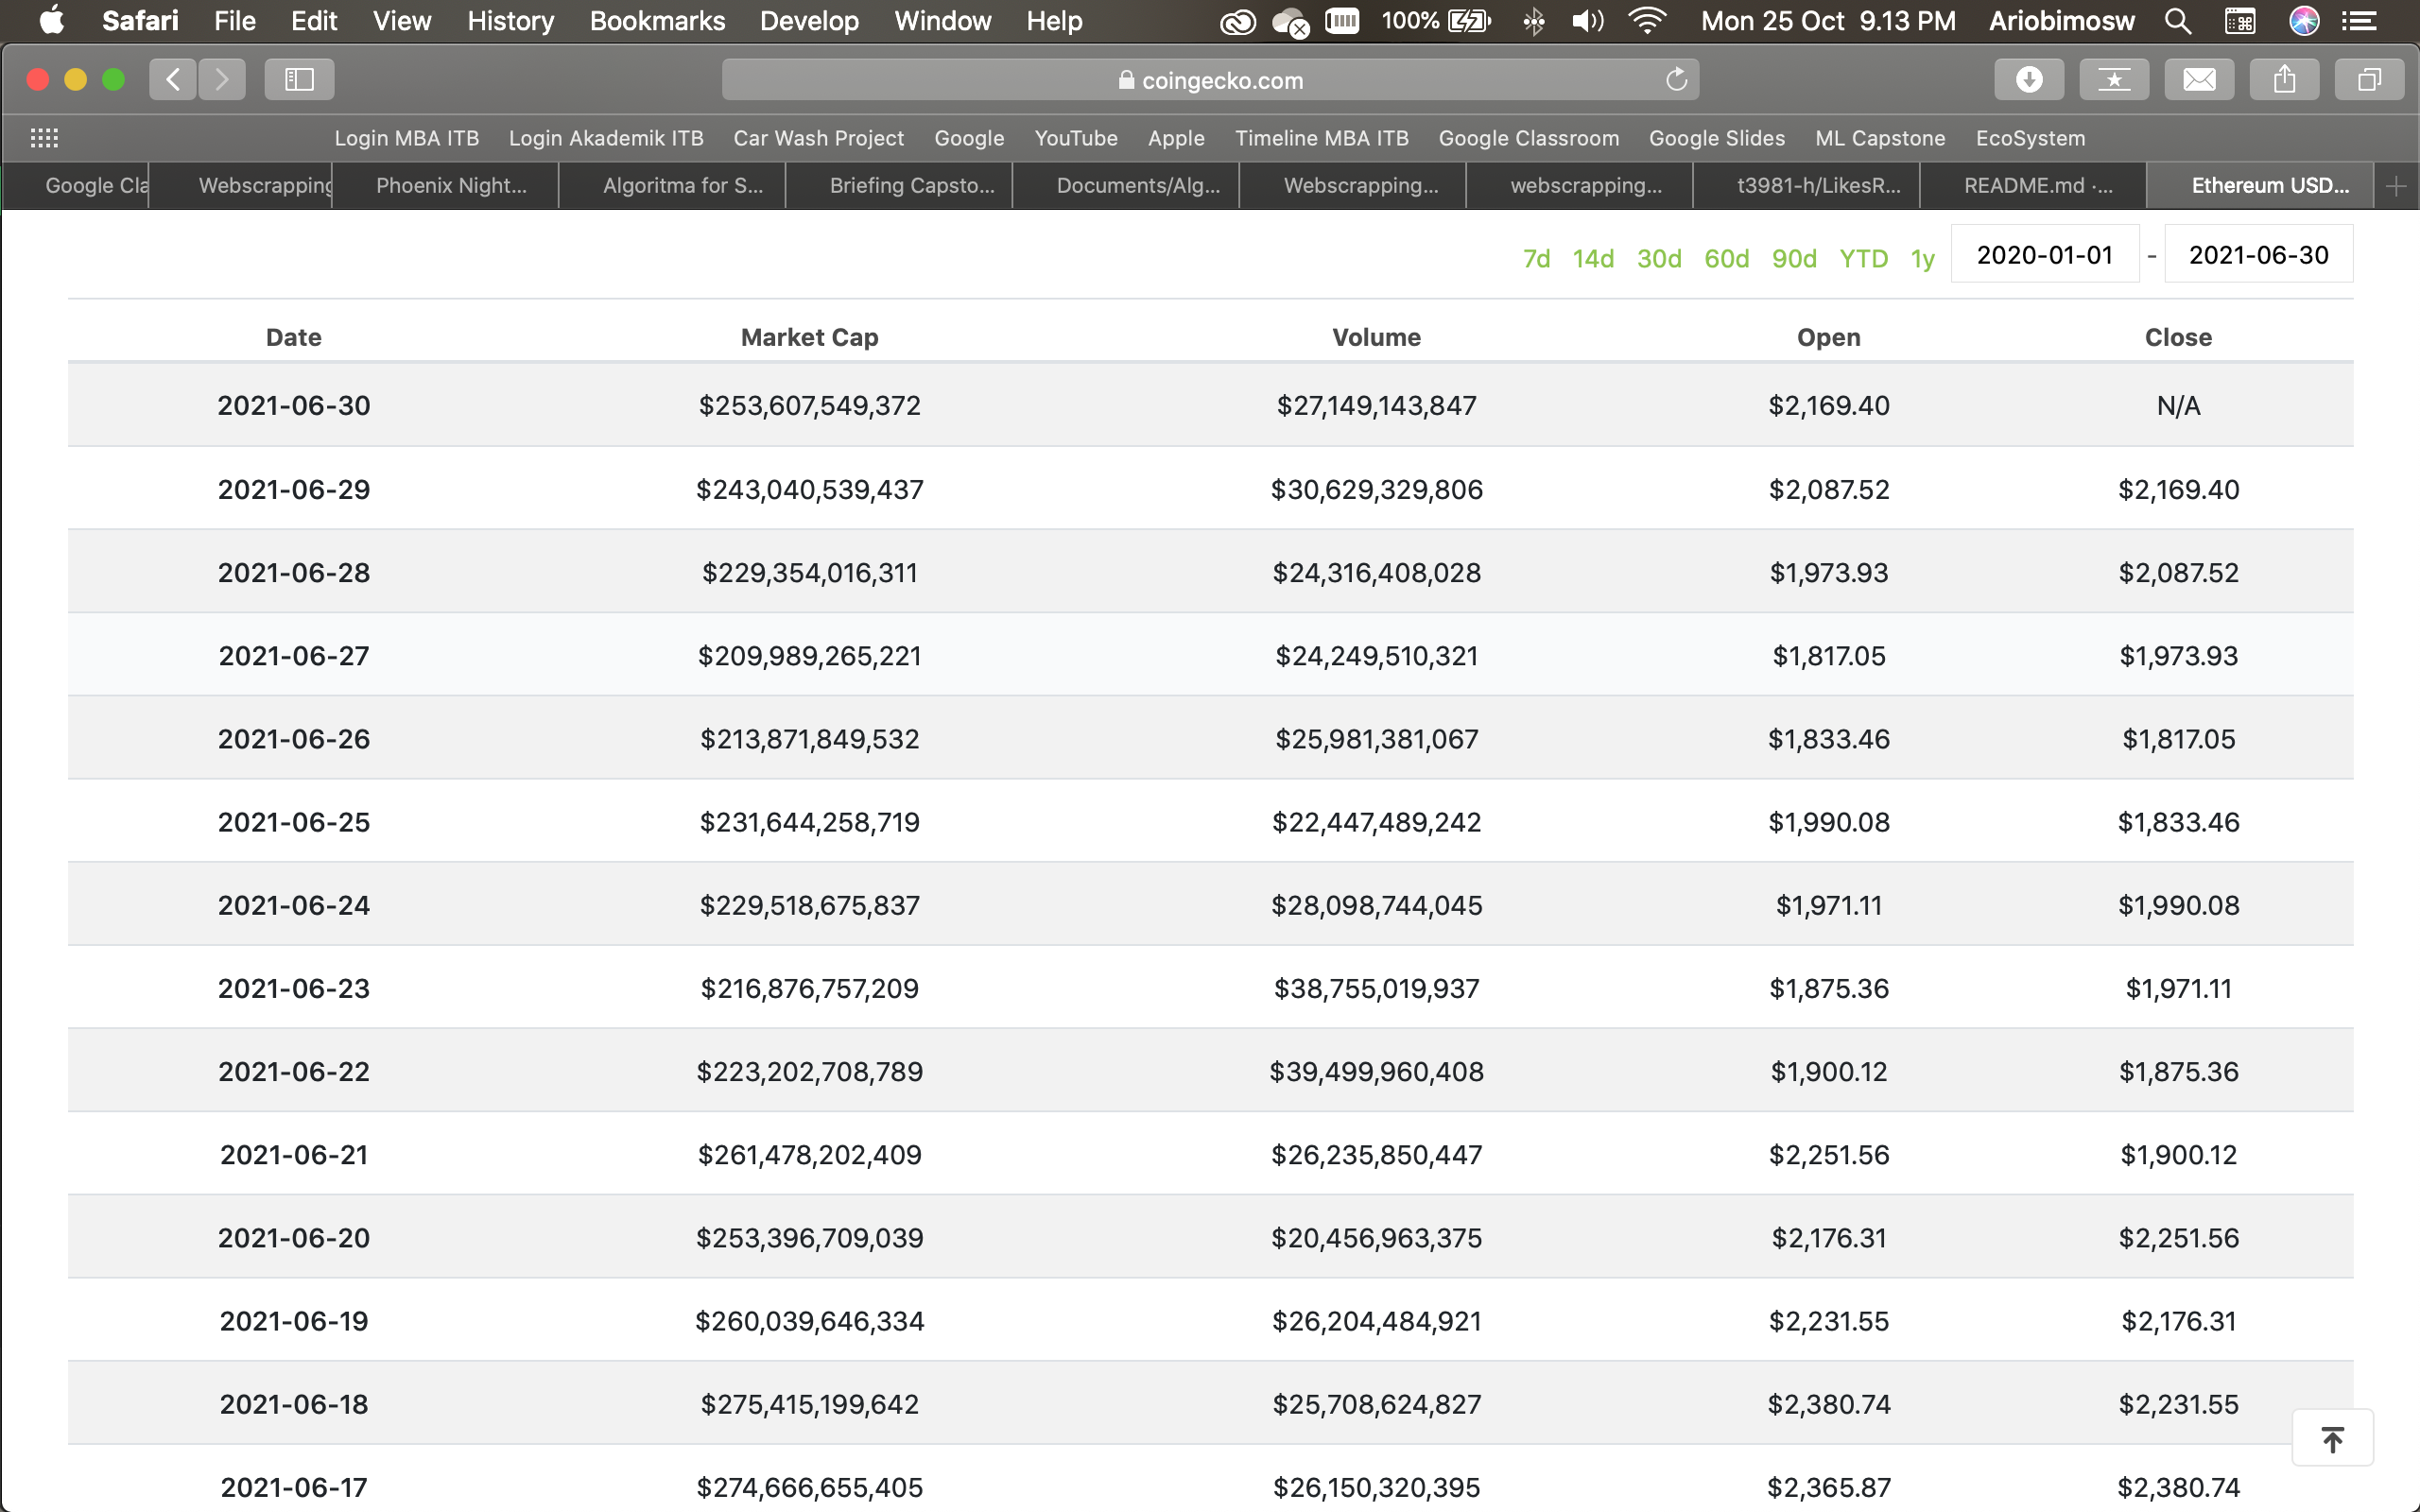 Safari File Edit View History Bookmarks Develop Window Help 100% Mon 25 Oct 9.13 PM Ariobimosw
coingecko.com
Login MBA ITB Login Akademik ITB Car Wash Project Google YouTube Apple Timeline MBA ITB Google Classroom Google Slides ML Capstone EcoSystem
Google Cla Webscrapping Phoenix Night... Algoritma for S... Briefing Capsto... Documents/Alg... Webscrapping... webscrapping... t3981-h/LikesR... README.md ·... Ethereum USD...
7d 14d 30d 60d 90d YTD 1y 2020-01-01 - 2021-06-30
Date Market Cap Volume Open Close
2021-06-30 $253,607,549,372 $27,149,143,847 $2,169.40 N/A
2021-06-29 $243,040,539,437 $30,629,329,806 $2,087.52 $2,169.40
2021-06-28 $229,354,016,311 $24,316,408,028 $1,973.93 $2,087.52
2021-06-27 $209,989,265,221 $24,249,510,321 $1,817.05 $1,973.93
2021-06-26 $213,871,849,532 $25,981,381,067 $1,833.46 $1,817.05
2021-06-25 $231,644,258,719 $22,447,489,242 $1,990.08 $1,833.46
2021-06-24 $229,518,675,837 $28,098,744,045 $1,971.11 $1,990.08
2021-06-23 $216,876,757,209 $38,755,019,937 $1,875.36 $1,971.11
2021-06-22 $223,202,708,789 $39,499,960,408 $1,900.12 $1,875.36
2021-06-21 $261,478,202,409 $26,235,850,447 $2,251.56 $1,900.12
2021-06-20 $253,396,709,039 $20,456,963,375 $2,176.31 $2,251.56
2021-06-19 $260,039,646,334 $26,204,484,921 $2,231.55 $2,176.31
2021-06-18 $275,415,199,642 $25,708,624,827 $2,380.74 $2,231.55
2021-06-17 $274,666,655,405 $26,150,320,395 $2,365.87 $2,380.74